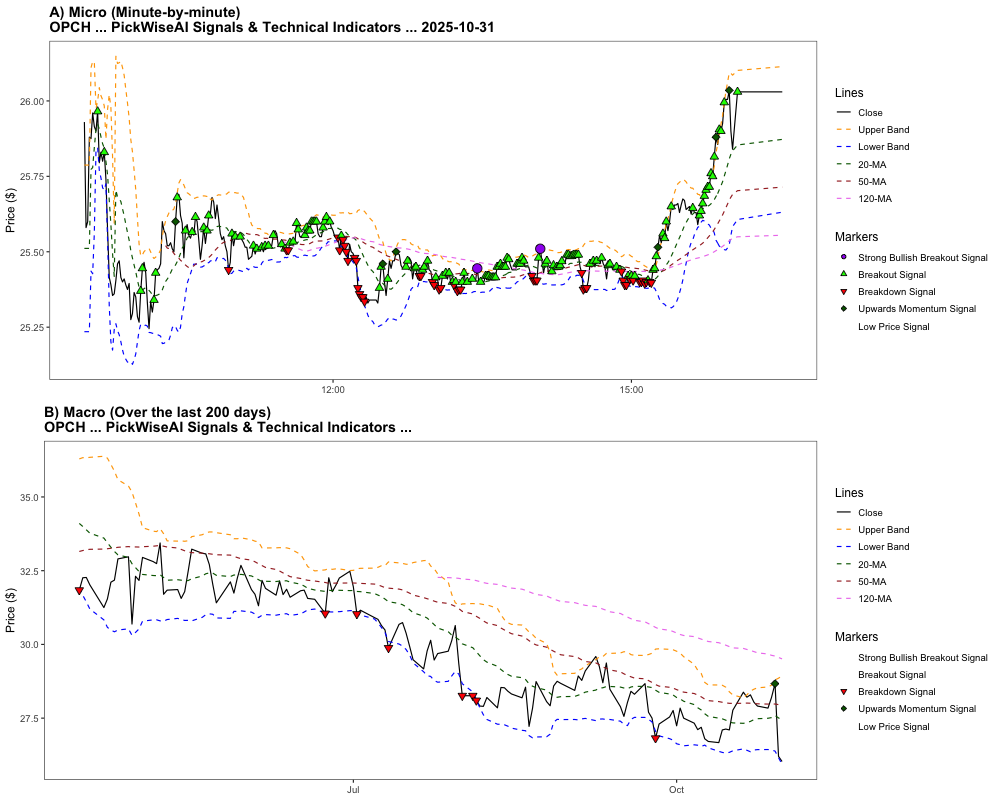 A) Micro (Minute-by-minute)
OPCH ... PickWiseAI Signals & Technical Indicators ... 2025-10-31
Price ($)
26.00
25.75
25.50
25.25
12:00
15:00
Lines
Close
Upper Band
Lower Band
20-MA
50-MA
120-MA
Markers
Strong Bullish Breakout Signal
Breakout Signal
Breakdown Signal
Upwards Momentum Signal
Low Price Signal
B) Macro (Over the last 200 days)
OPCH ... PickWiseAI Signals & Technical Indicators ...
Price ($)
35.0
32.5
30.0
27.5
Jul
Oct
Lines
Close
Upper Band
Lower Band
20-MA
50-MA
120-MA
Markers
Strong Bullish Breakout Signal
Breakout Signal
Breakdown Signal
Upwards Momentum Signal
Low Price Signal